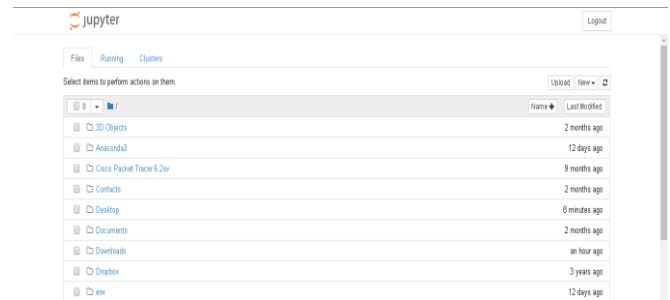 jupyter
Logout
Files Running Clusters
Select items to perform actions on them.
Upload New
0 /
Name Last Modified
3D Objects 2 months ago
Anaconda3 12 days ago
Cisco Packet Tracer 6.2sv 9 months ago
Contacts 2 months ago
Desktop 8 minutes ago
Documents 2 months ago
Downloads an hour ago
Dropbox 3 years ago
env 12 days ago